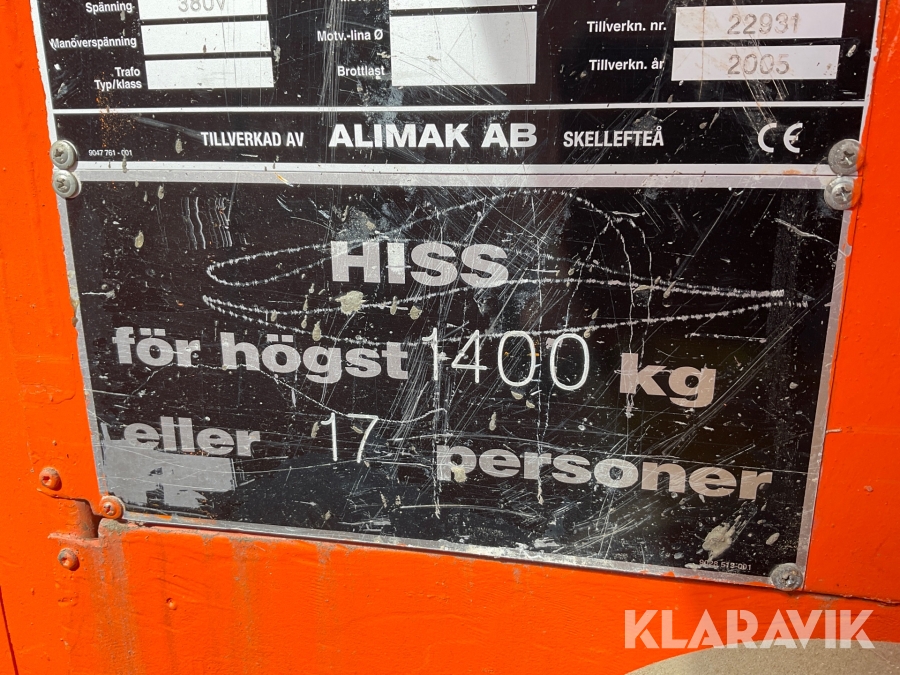 Spänning 380V
Manöverspänning
Trafo
Typ/klass
Motv.-lina Ø
Brottlast
Tillverkn. nr. 22931
Tillverkn. år 2005
9047 761 - 001
TILLVERKAD AV ALIMAK AB SKELLEFTEÅ CE
HISS
för högst 1400 kg
eller 17 personer
KLARAVIK